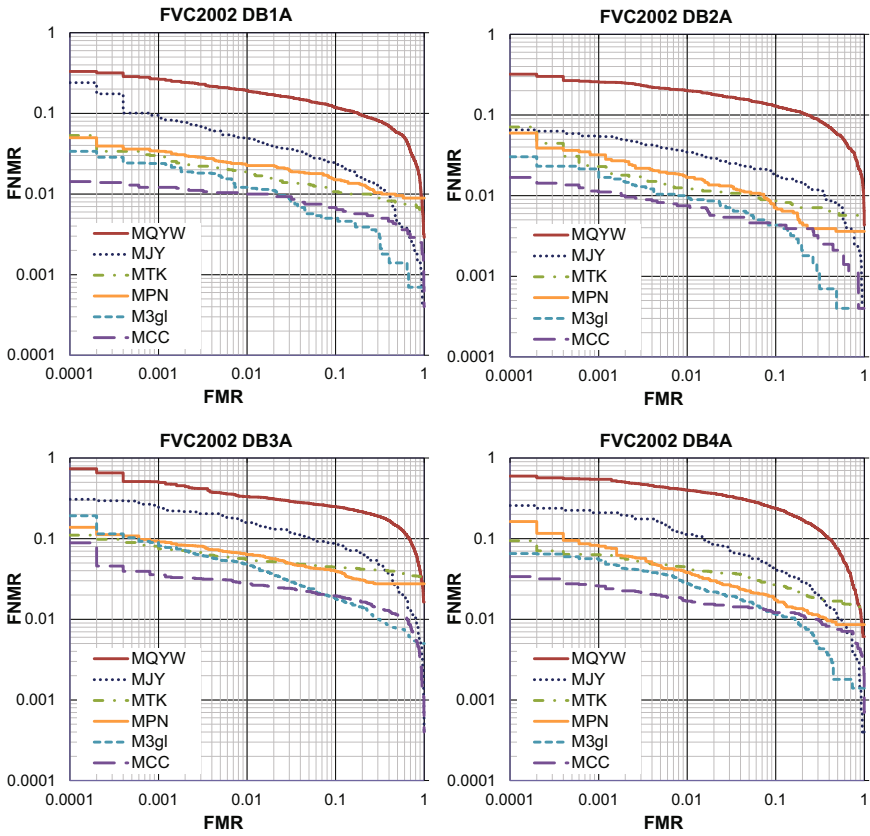 FVC2002 DB1A
1
0.1
0.01
0.001
0.0001
FNMR
MQYW
MJY
MTK
MPN
M3gl
MCC
0.0001 0.001 0.01 0.1 1
FMR
FVC2002 DB2A
1
0.1
0.01
0.001
0.0001
FNMR
MQYW
MJY
MTK
MPN
M3gl
MCC
0.0001 0.001 0.01 0.1 1
FMR
FVC2002 DB3A
1
0.1
0.01
0.001
0.0001
FNMR
MQYW
MJY
MTK
MPN
M3gl
MCC
0.0001 0.001 0.01 0.1 1
FMR
FVC2002 DB4A
1
0.1
0.01
0.001
0.0001
FNMR
MQYW
MJY
MTK
MPN
M3gl
MCC
0.0001 0.001 0.01 0.1 1
FMR